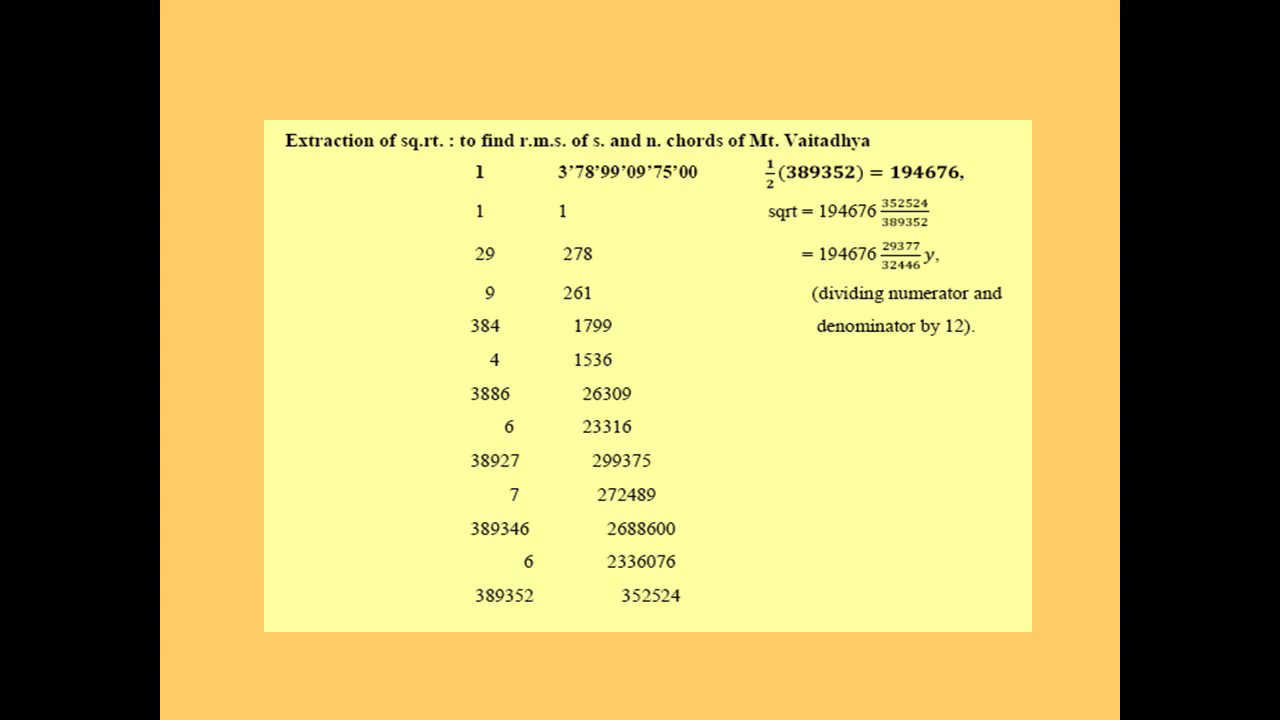 Extraction of sq.rt. : to find r.m.s. of s. and n. chords of Mt. Vaitadhya
1 3’78’99’09’75’00 1/2(389352) = 194676,
1 1 sqrt = 194676 352524/389352
29 278 = 194676 29377/32446 y,
9 261 (dividing numerator and
384 1799 denominator by 12).
4 1536
3886 26309
6 23316
38927 299375
7 272489
389346 2688600
6 2336076
389352 352524